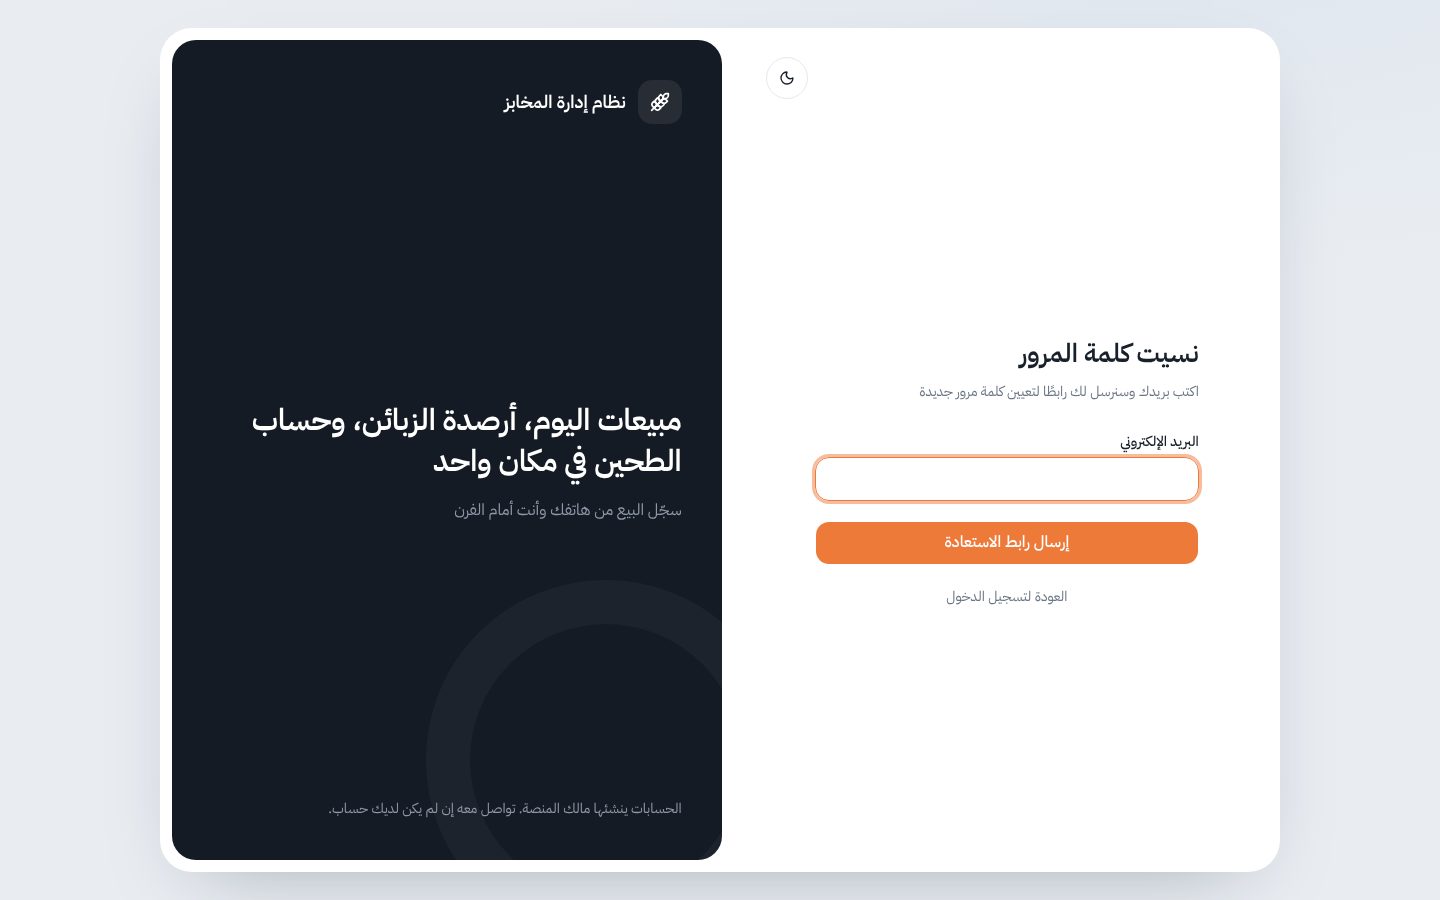 نسيت كلمة المرور
اكتب بريدك وسنرسل لك رابطًا لتعيين كلمة مرور جديدة
البريد الإلكتروني
إرسال رابط الاستعادة
العودة لتسجيل الدخول
نظام إدارة المخابز
مبيعات اليوم، أرصدة الزبائن، وحساب
الطحين في مكان واحد
سجّل البيع من هاتفك وأنت أمام الفرن
الحسابات ينشئها مالك المنصة. تواصل معه إن لم يكن لديك حساب.